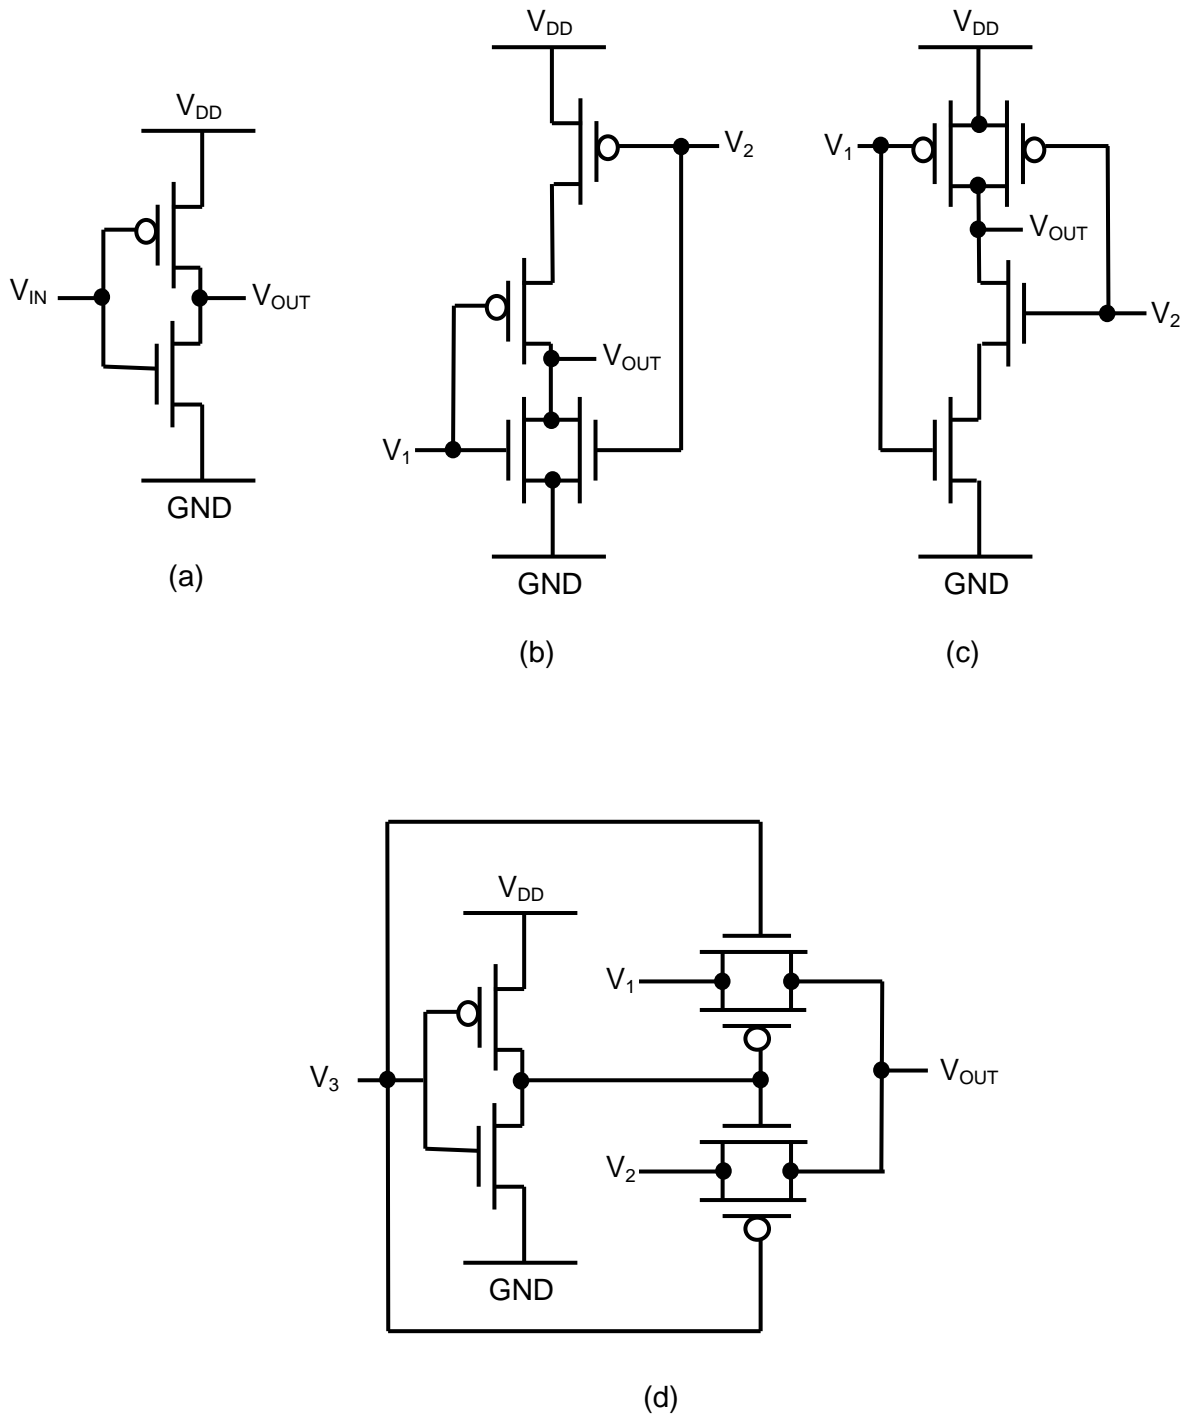 V_DD
V_IN
V_OUT
GND
(a)
V_DD
V_2
V_OUT
V_1
GND
(b)
V_DD
V_1
V_OUT
V_2
GND
(c)
V_DD
V_1
V_3
V_OUT
V_2
GND
(d)